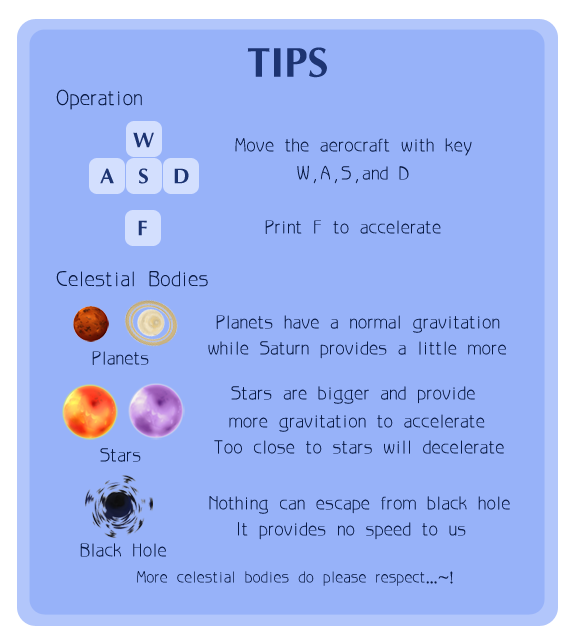 TIPS
Operation
W
A S D
Move the aerocraft with key
W,A,S,and D
F
Print F to accelerate
Celestial Bodies
Planets have a normal gravitation
while Saturn provides a little more
Planets
Stars are bigger and provide
more gravitation to accelerate
Too close to stars will decelerate
Stars
Nothing can escape from black hole
It provides no speed to us
Black Hole
More celestial bodies do please respect...~!